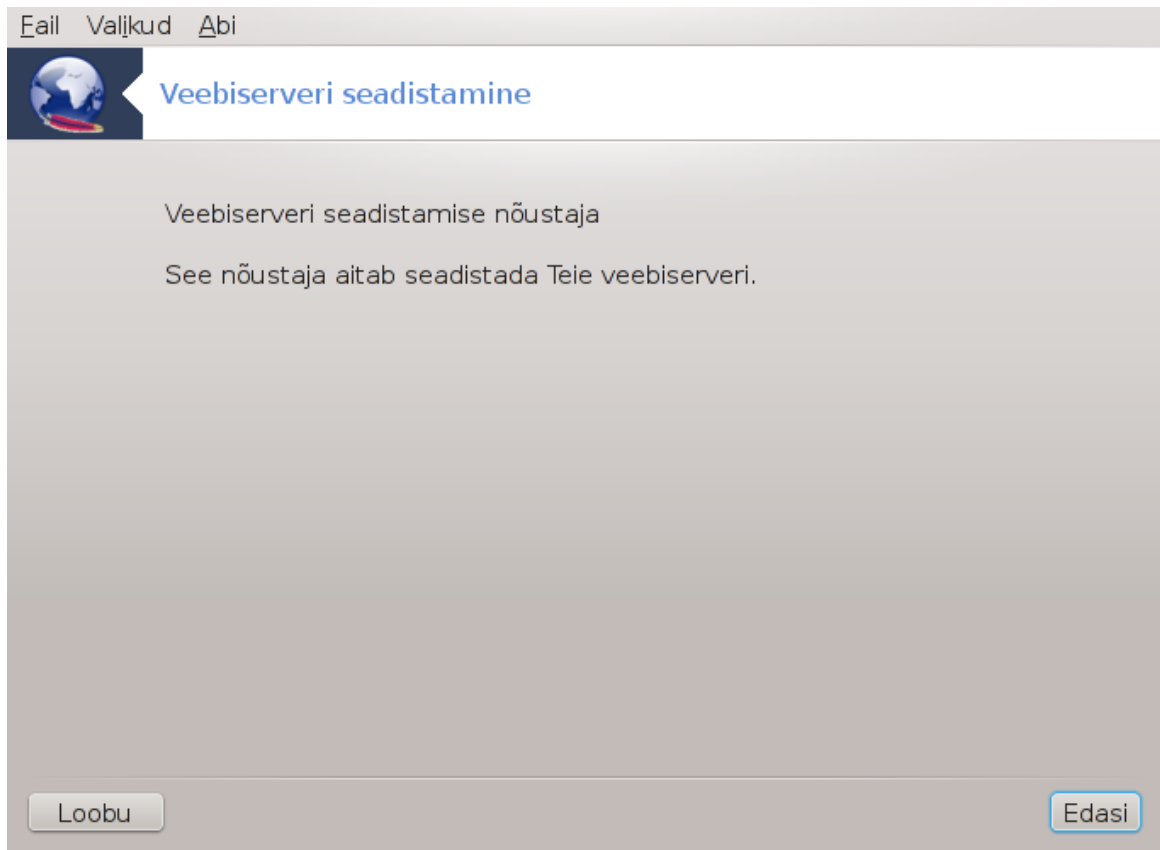 Fail Valikud Abi
Veebiserveri seadistamine
Veebiserveri seadistamise nõustaja
See nõustaja aitab seadistada Teie veebiserveri.
Loobu Edasi